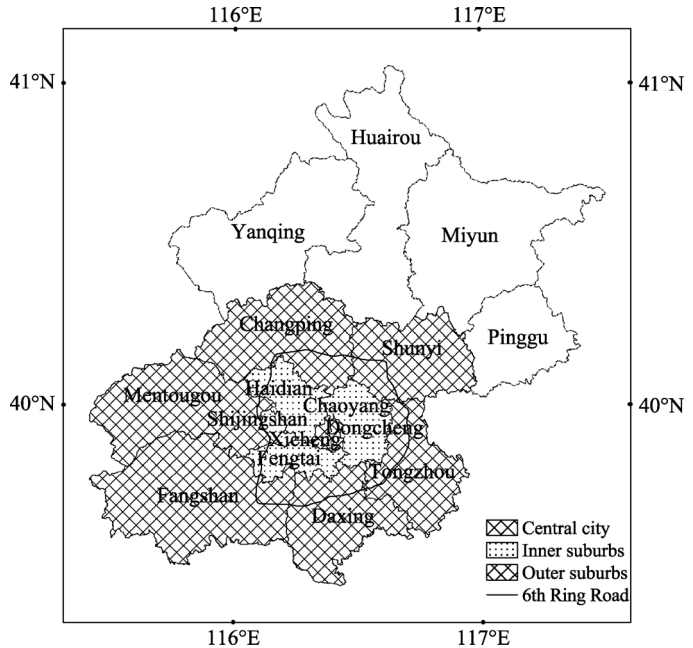 116°E 117°E
41°N 41°N
Huairou
Yanqing Miyun
Changping
Shunyi
Pinggu
Mentougou
Haidian
40°N 40°N
Chaoyang
Shijingshan
Dongcheng
Xicheng
Fengtai
Tongzhou
Fangshan
Daxing
Central city
Inner suburbs
Outer suburbs
6th Ring Road
116°E 117°E